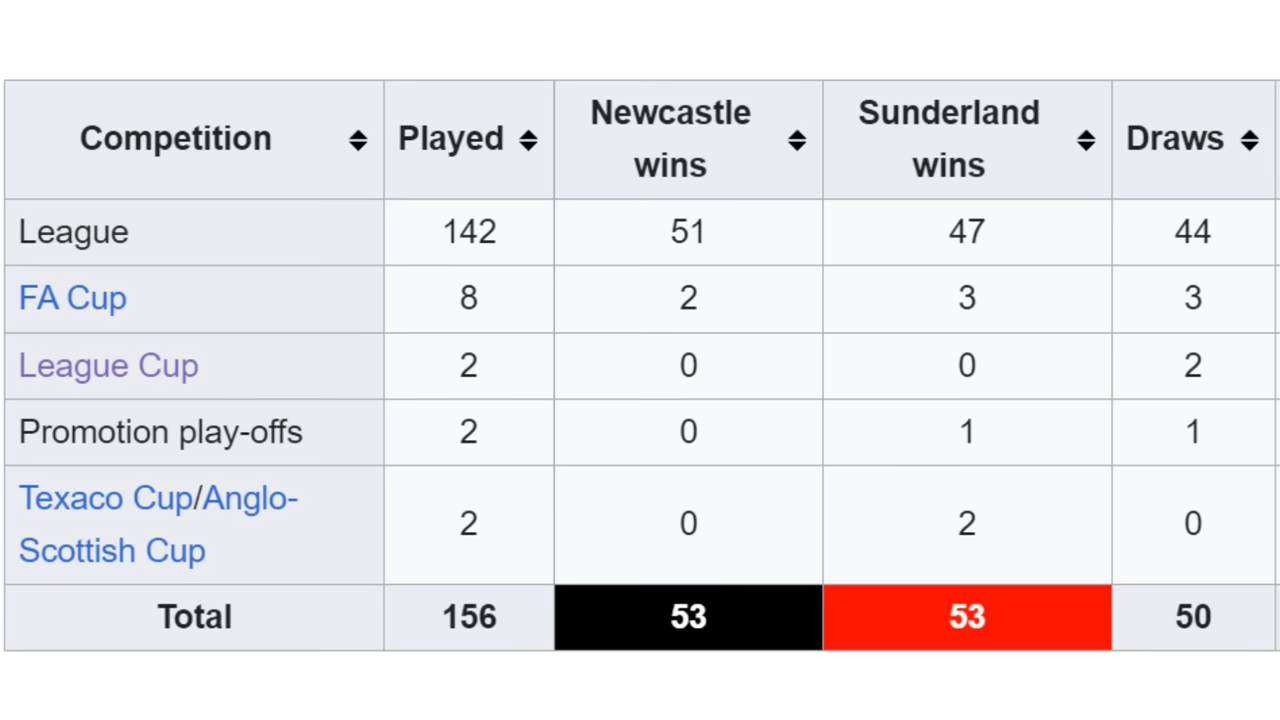 Competition Played Newcastle wins Sunderland wins Draws
League 142 51 47 44
FA Cup 8 2 3 3
League Cup 2 0 0 2
Promotion play-offs 2 0 1 1
Texaco Cup/Anglo-
Scottish Cup 2 0 2 0
Total 156 53 53 50